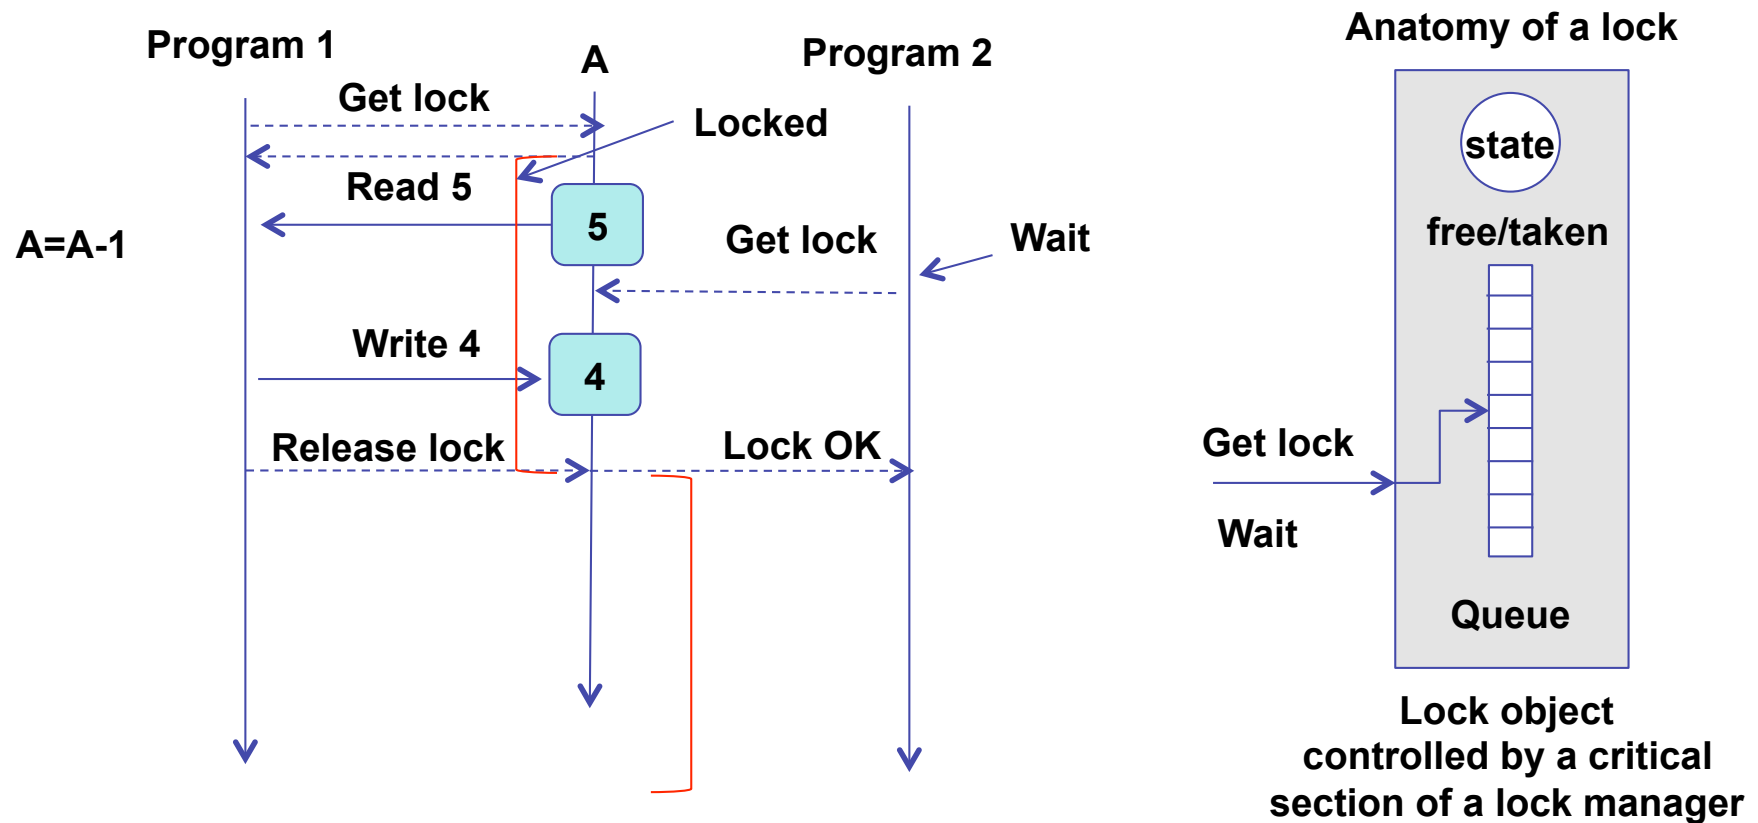 Program 1
A
Program 2
Get lock
Locked
Read 5
5
A=A-1
Get lock
Wait
Write 4
4
Release lock
Lock OK
Anatomy of a lock
state
free/taken
Get lock
Wait
Queue
Lock object
controlled by a critical
section of a lock manager